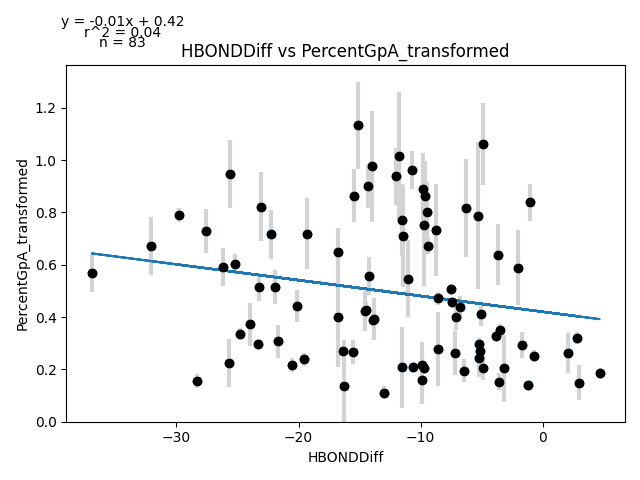 y = -0.01x + 0.42
r^2 = 0.04
n = 83
HBONDDiff vs PercentGpA_transformed
1.2
1.0
0.8
0.6
0.4
0.2
0.0
PercentGpA_transformed
−30
−20
−10
0
HBONDDiff